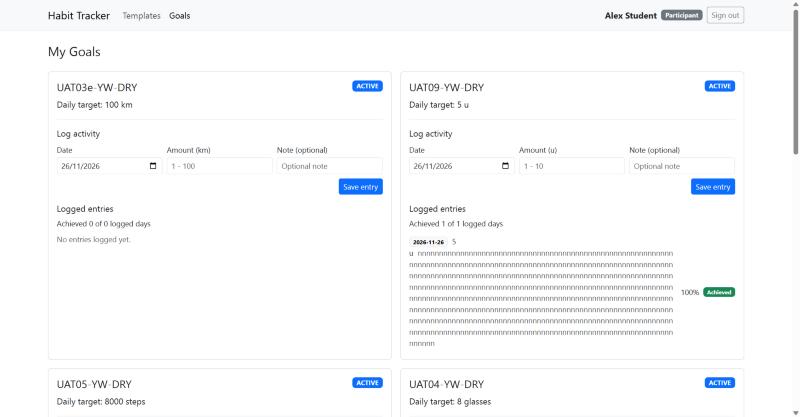 Habit Tracker Templates Goals Alex Student Participant Sign out
My Goals
UAT03e-YW-DRY ACTIVE
Daily target: 100 km
Log activity
Date Amount (km) Note (optional)
26/11/2026 1 - 100 Optional note
Save entry
Logged entries
Achieved 0 of 0 logged days
No entries logged yet.
UAT09-YW-DRY ACTIVE
Daily target: 5 u
Log activity
Date Amount (u) Note (optional)
26/11/2026 1 - 10 Optional note
Save entry
Logged entries
Achieved 1 of 1 logged days
2026-11-26 5
u
100% Achieved
UAT05-YW-DRY ACTIVE
Daily target: 8000 steps
UAT04-YW-DRY ACTIVE
Daily target: 8 glasses